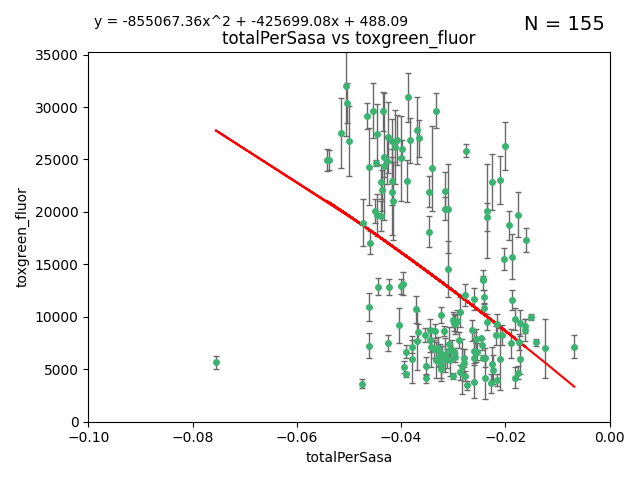 y = -855067.36x^2 + -425699.08x + 488.09
N = 155
totalPerSasa vs toxgreen_fluor
toxgreen_fluor
35000
30000
25000
20000
15000
10000
5000
0
−0.10
−0.08
−0.06
−0.04
−0.02
0.00
totalPerSasa